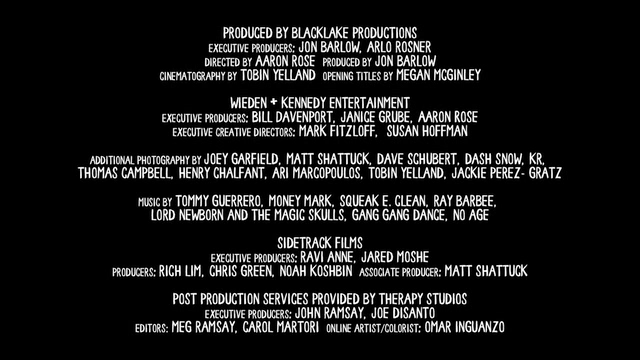 PRODUCED BY BLACKLAKE PRODUCTIONS
EXECUTIVE PRODUCERS: JON BARLOW, ARLO ROSNER
DIRECTED BY AARON ROSE PRODUCED BY JON BARLOW
CINEMATOGRAPHY BY TOBIN YELLAND OPENING TITLES BY MEGAN MCGINLEY
WIEDEN + KENNEDY ENTERTAINMENT
EXECUTIVE PRODUCERS: BILL DAVENPORT, JANICE GRUBE, AARON ROSE
EXECUTIVE CREATIVE DIRECTORS: MARK FITZLOFF, SUSAN HOFFMAN
ADDITIONAL PHOTOGRAPHY BY JOEY GARFIELD, MATT SHATTUCK, DAVE SCHUBERT, DASH SNOW, KR,
THOMAS CAMPBELL, HENRY CHALFANT, ARI MARCOPOULOS, TOBIN YELLAND, JACKIE PEREZ- GRATZ
MUSIC BY TOMMY GUERRERO, MONEY MARK, SQUEAK E. CLEAN, RAY BARBEE,
LORD NEWBORN AND THE MAGIC SKULLS, GANG GANG DANCE, NO AGE
SIDETRACK FILMS
EXECUTIVE PRODUCERS: RAVI ANNE, JARED MOSHE
PRODUCERS: RICH LIM, CHRIS GREEN, NOAH KOSHBIN ASSOCIATE PRODUCER: MATT SHATTUCK
POST PRODUCTION SERVICES PROVIDED BY THERAPY STUDIOS
EXECUTIVE PRODUCERS: JOHN RAMSAY, JOE DISANTO
EDITORS: MEG RAMSAY, CAROL MARTORI ONLINE ARTIST/COLORIST: OMAR INGUANZO